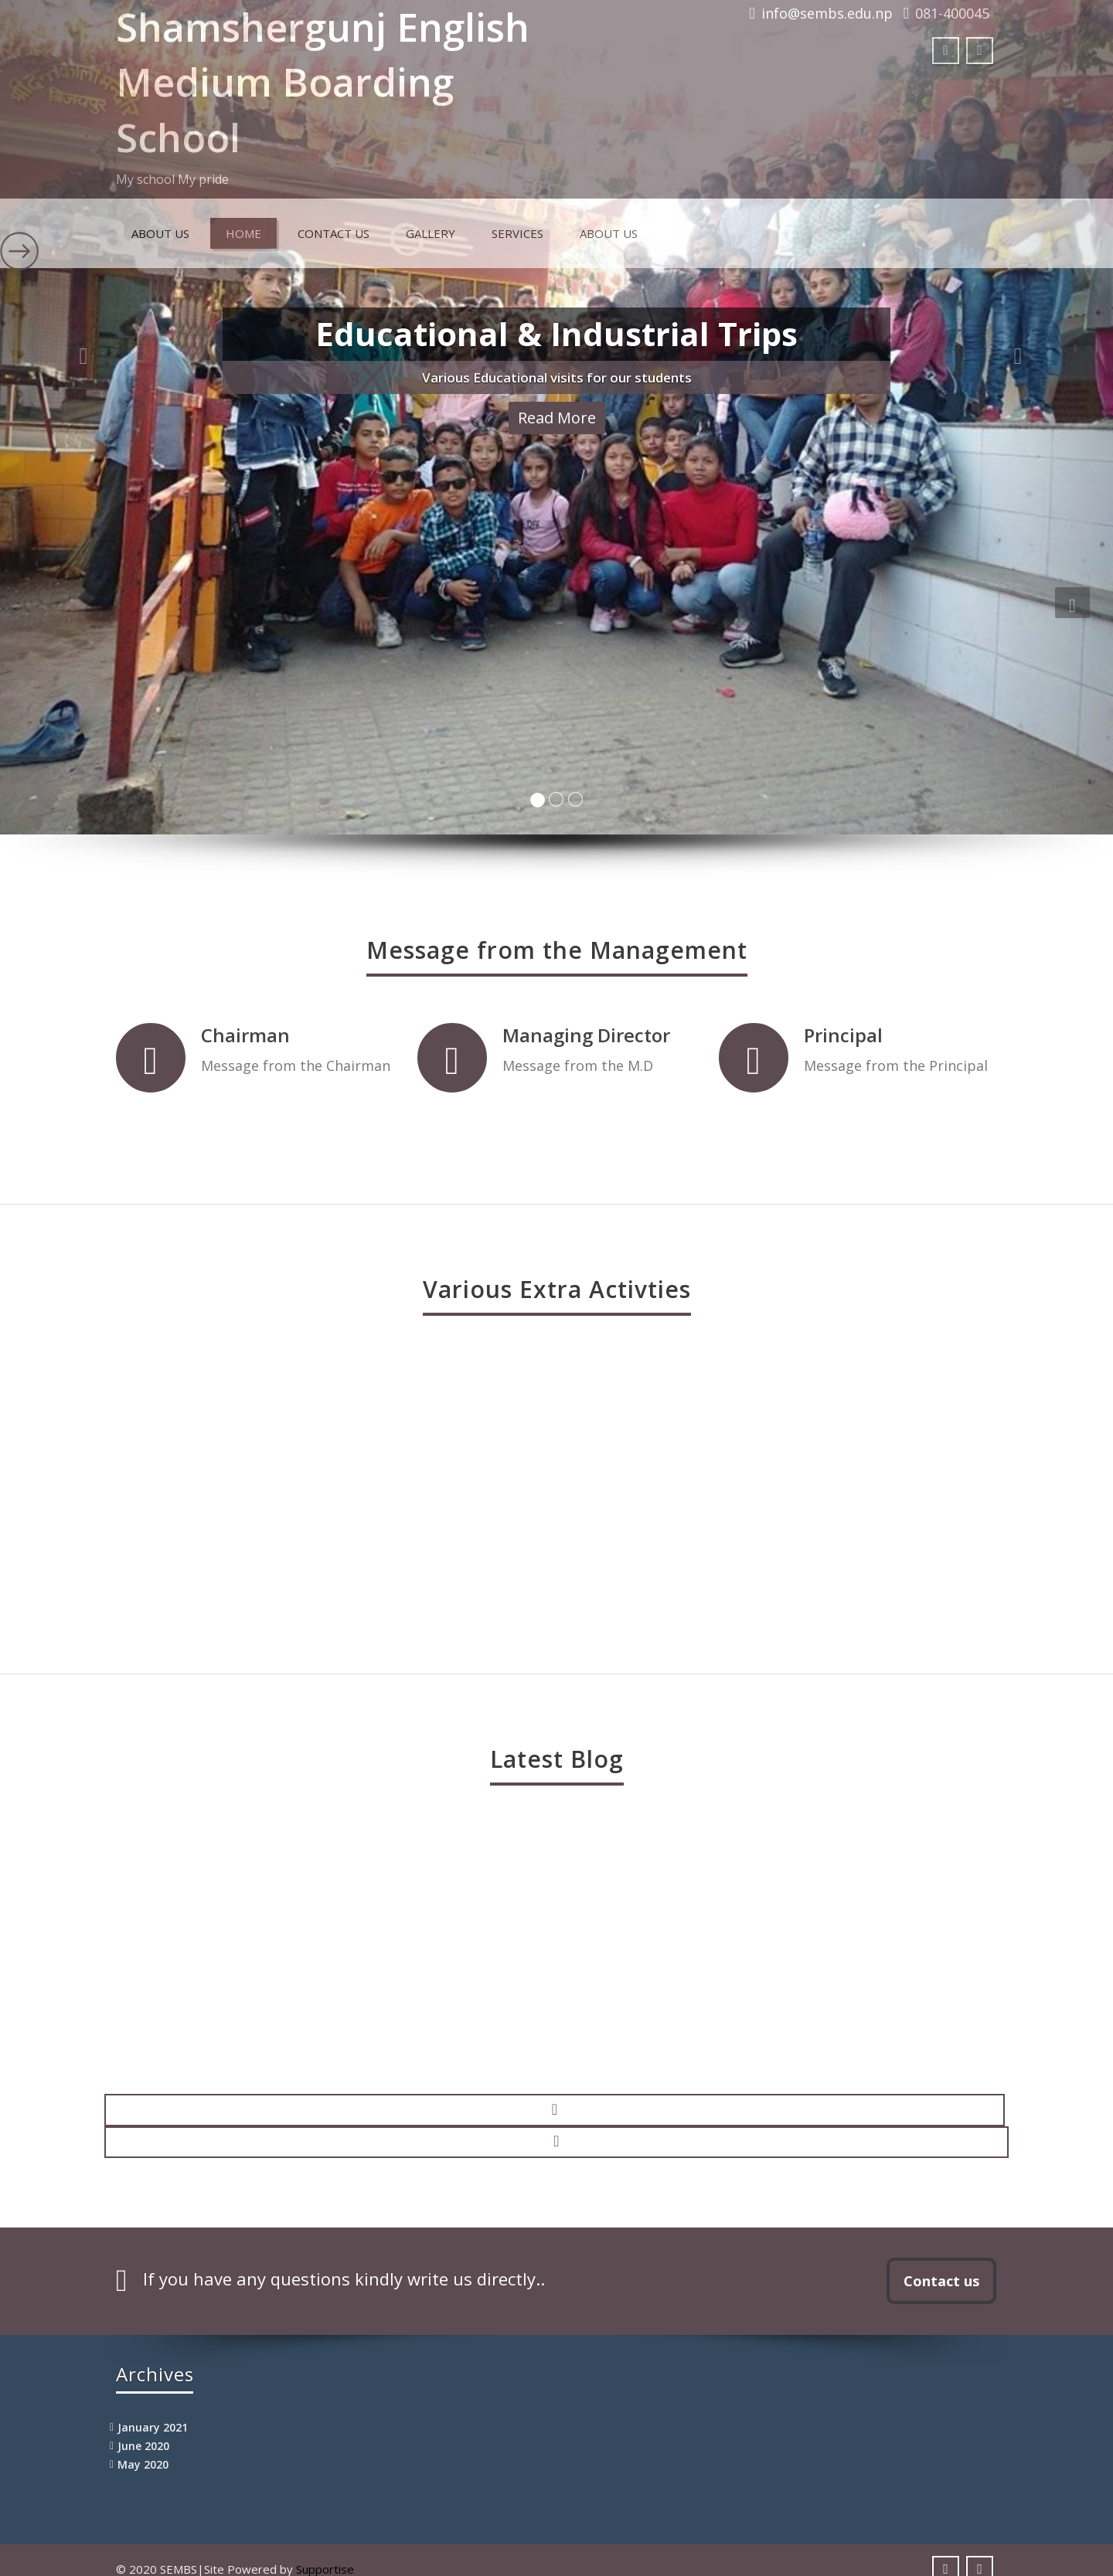 Shamshergunj English
Medium Boarding
School
My school My pride
info@sembs.edu.np 081-400045
ABOUT US HOME CONTACT US GALLERY SERVICES ABOUT US
Educational & Industrial Trips
Various Educational visits for our students
Read More
Message from the Management
Chairman
Message from the Chairman
Managing Director
Message from the M.D
Principal
Message from the Principal
Various Extra Activties
Latest Blog
If you have any questions kindly write us directly..
Contact us
Archives
January 2021
June 2020
May 2020
© 2020 SEMBS|Site Powered by Supportise